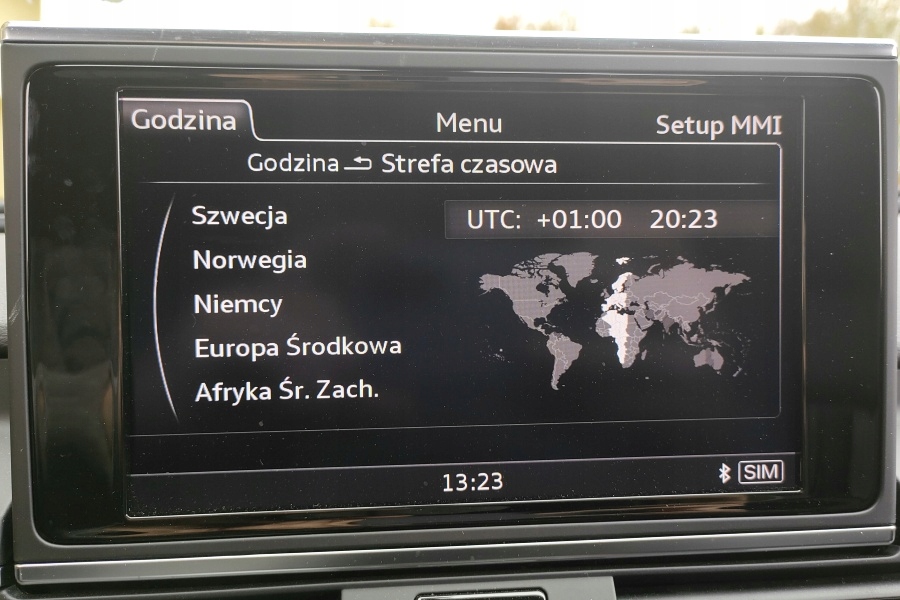 Godzina Menu Setup MMI
Godzina Strefa czasowa
Szwecja UTC: +01:00 20:23
Norwegia
Niemcy
Europa Środkowa
Afryka Śr. Zach.
13:23 SIM